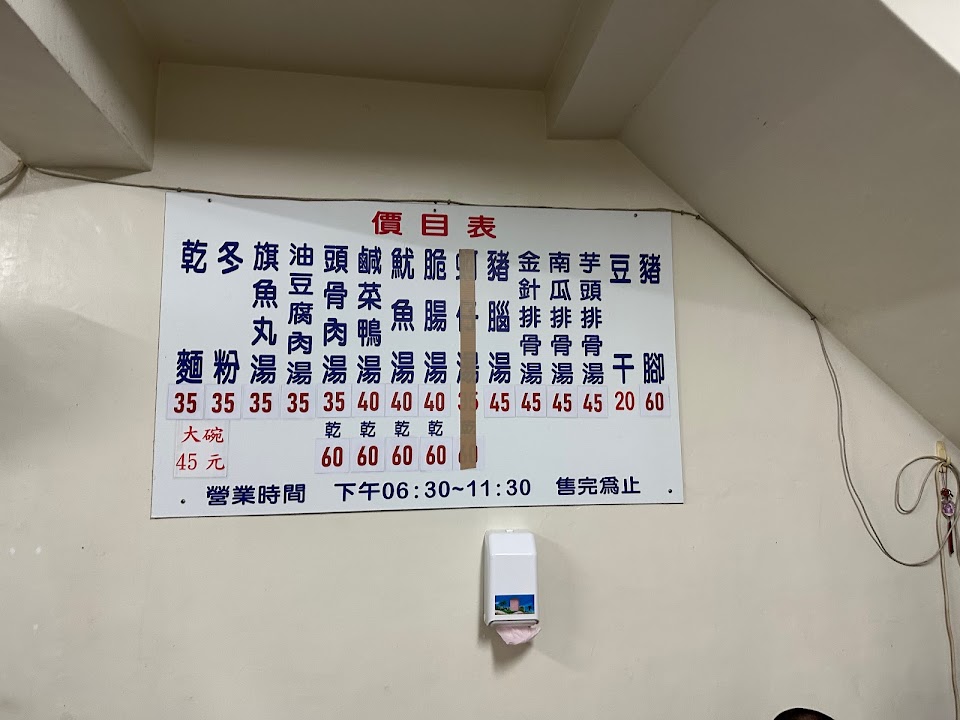 價目表
乾麵 35 大碗 45元
冬粉 35
旗魚丸湯 35
油豆腐肉湯 35
頭骨肉湯 35 乾 60
鹹菜鴨湯 40 乾 60
魷魚湯 40 乾 60
脆腸湯 40 乾 60
仔湯 35
豬腦湯 45
金針排骨湯 45
南瓜排骨湯 45
芋頭排骨湯 45
豆干 20
豬腳 60
營業時間 下午06:30~11:30 售完為止